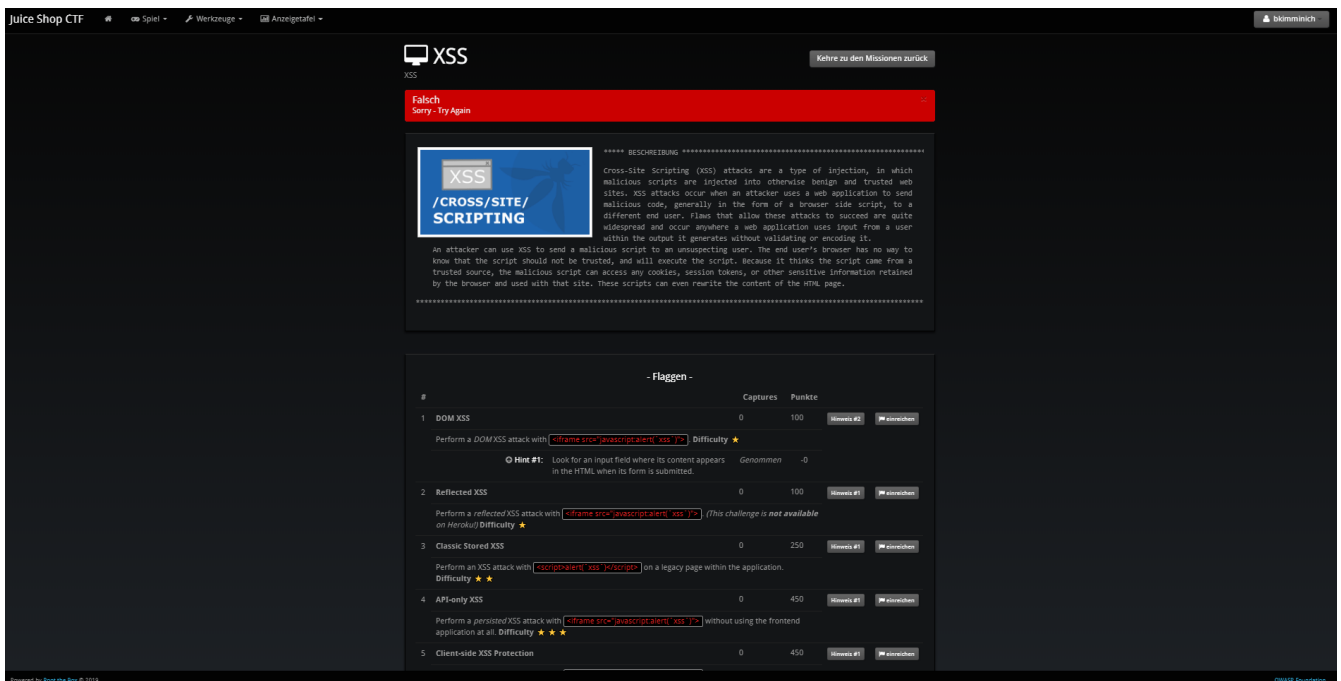 Juice Shop CTF Spiel Werkzeuge Anzeigetafel bkimminich
XSS
Kehre zu den Missionen zurück
XSS
Falsch
Sorry - Try Again
***** BESCHREIBUNG ************************************************************
XSS
/CROSS/SITE/
SCRIPTING
Cross-Site Scripting (XSS) attacks are a type of injection, in which
malicious scripts are injected into otherwise benign and trusted web
sites. XSS attacks occur when an attacker uses a web application to send
malicious code, generally in the form of a browser side script, to a
different end user. Flaws that allow these attacks to succeed are quite
widespread and occur anywhere a web application uses input from a user
within the output it generates without validating or encoding it.
An attacker can use XSS to send a malicious script to an unsuspecting user. The end user's browser has no way to
know that the script should not be trusted, and will execute the script. Because it thinks the script came from a
trusted source, the malicious script can access any cookies, session tokens, or other sensitive information retained
by the browser and used with that site. These scripts can even rewrite the content of the HTML page.
******************************************************************************************************************************
- Flaggen -
# Captures Punkte
1 DOM XSS 0 100 Hinweis #2 einreichen
Perform a DOM XSS attack with <iframe src="javascript:alert(`xss`)">. Difficulty ★
Hint #1: Look for an input field where its content appears Genommen -0
in the HTML when its form is submitted.
2 Reflected XSS 0 100 Hinweis #1 einreichen
Perform a reflected XSS attack with <iframe src="javascript:alert(`xss`)">. (This challenge is not available
on Heroku!) Difficulty ★
3 Classic Stored XSS 0 250 Hinweis #1 einreichen
Perform an XSS attack with <script>alert(`xss`)</script> on a legacy page within the application.
Difficulty ★ ★
4 API-only XSS 0 450 Hinweis #1 einreichen
Perform a persisted XSS attack with <iframe src="javascript:alert(`xss`)"> without using the frontend
application at all. Difficulty ★ ★ ★
5 Client-side XSS Protection 0 450 Hinweis #1 einreichen
Powered by Root the Box © 2019 OWASP Foundation